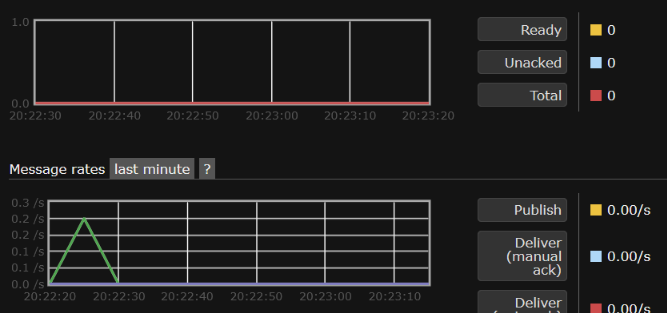 1.0
Ready
0
Unacked
0
Total
0
0.0
20:22:30 20:22:40 20:22:50 20:23:00 20:23:10 20:23:20
Message rates last minute ?
0.3 /s
0.2 /s
0.2 /s
0.1 /s
0.1 /s
0.0 /s
20:22:20 20:22:30 20:22:40 20:22:50 20:23:00 20:23:10
Publish
0.00/s
Deliver
(manual
ack)
0.00/s
Deliver
0.00/s